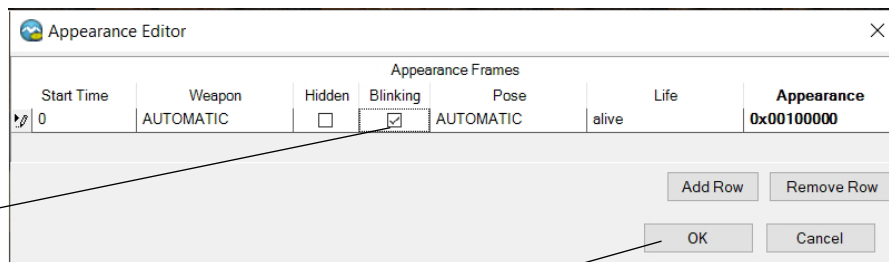 Appearance Editor
Appearance Frames
Start Time Weapon Hidden Blinking Pose Life Appearance
0 AUTOMATIC AUTOMATIC alive 0x00100000
Add Row Remove Row
OK Cancel